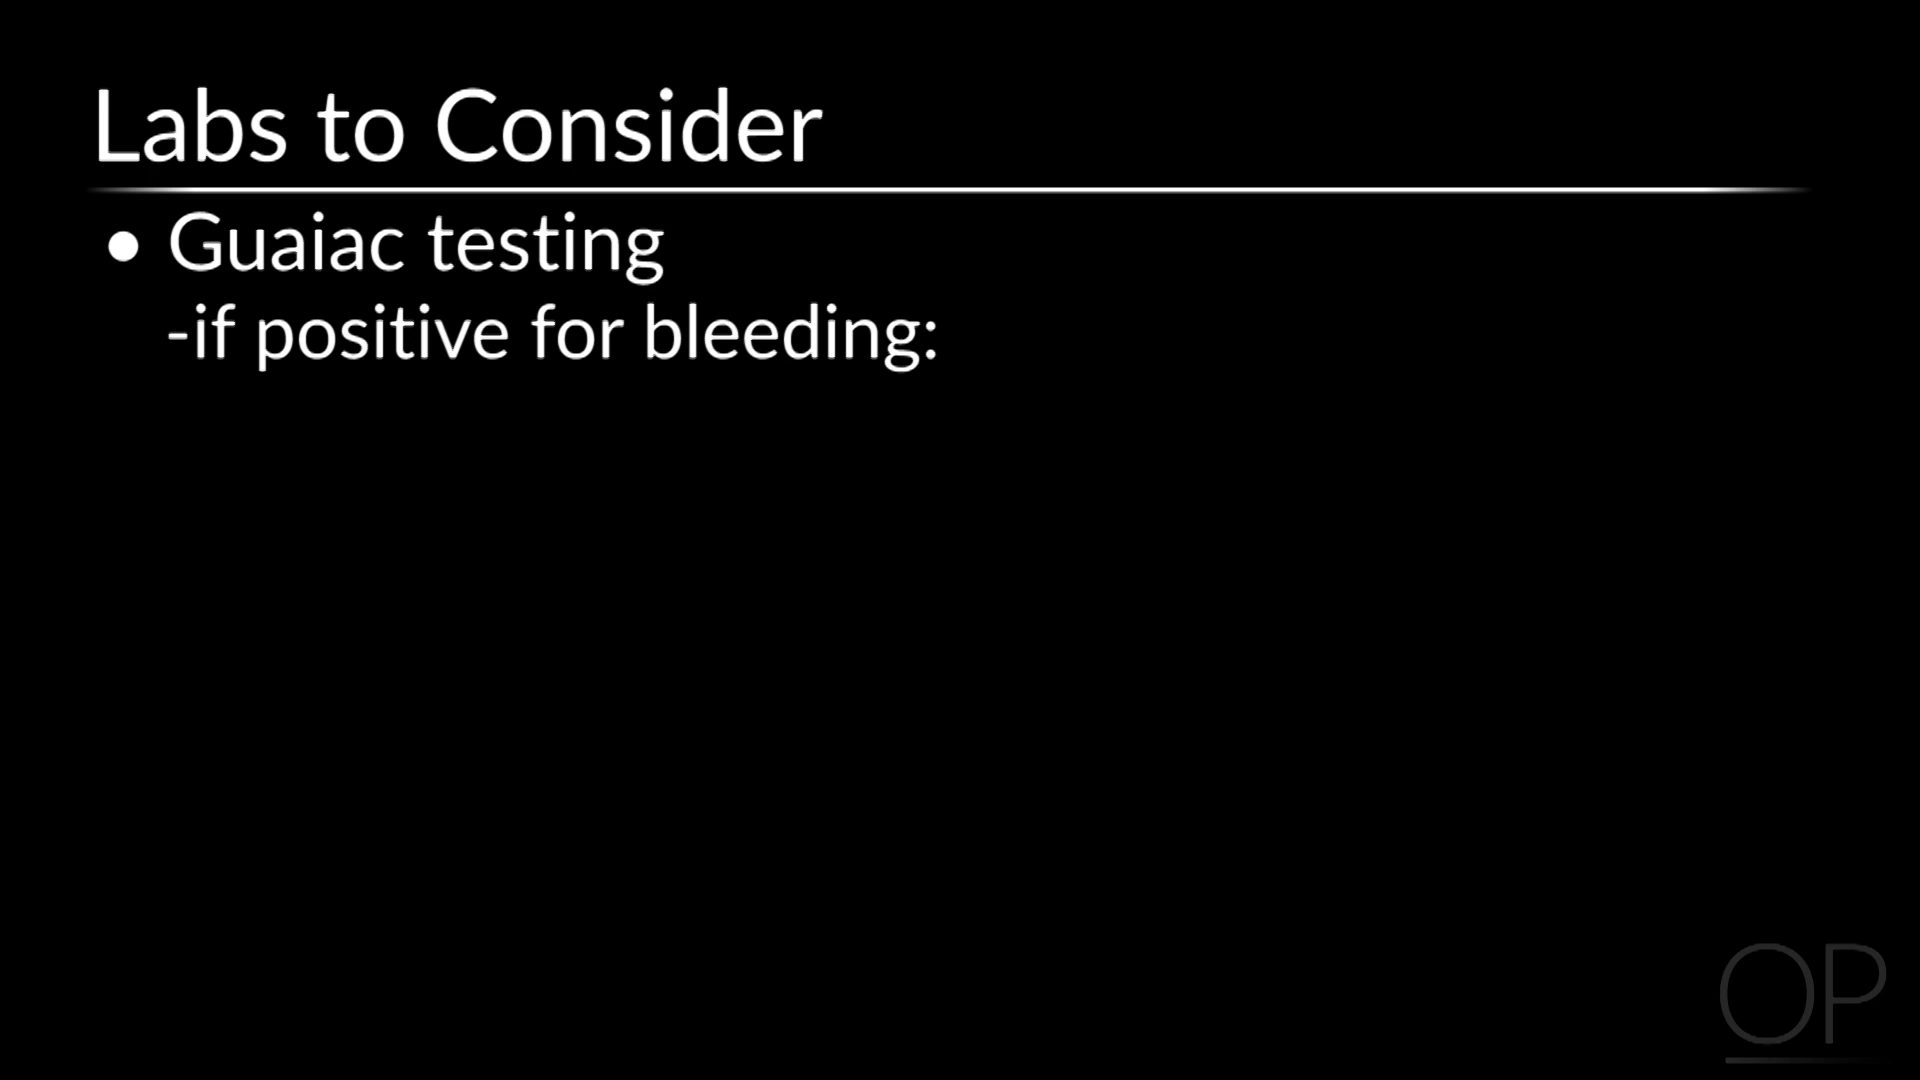 Labs to Consider
• Guaiac testing
-if positive for bleeding:
OP